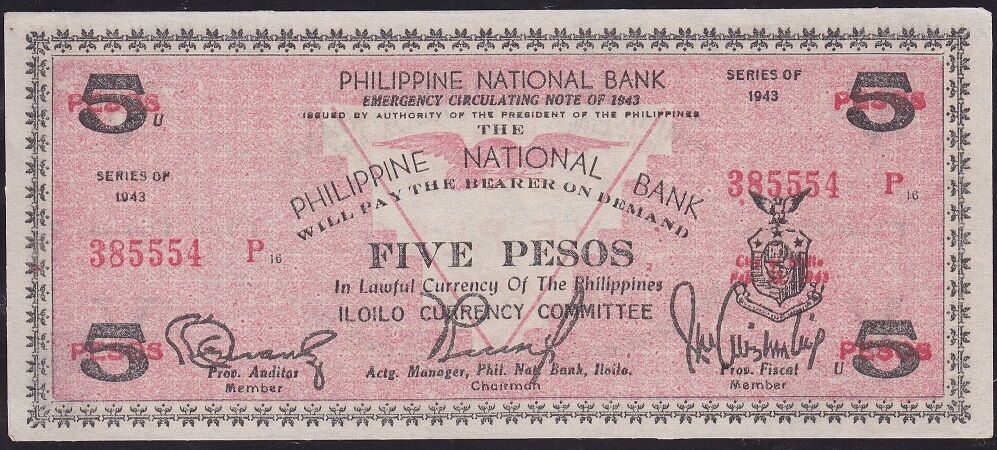 PHILIPPINE NATIONAL BANK
EMERGENCY CIRCULATING NOTE OF 1943
ISSUED BY AUTHORITY OF THE PRESIDENT OF THE PHILIPPINES
SERIES OF
1943
5
PESOS
U
5
PESOS
THE
PHILIPPINE NATIONAL BANK
WILL PAY THE BEARER ON DEMAND
SERIES OF
1943
385554 P16
385554 P16
FIVE PESOS
In Lawful Currency Of The Philippines
ILOILO CURRENCY COMMITTEE
5
PESOS
Prov. Auditor
Member
Actg. Manager, Phil. Nat. Bank, Iloilo.
Chairman
Prov. Fiscal
Member
U
5
PESOS